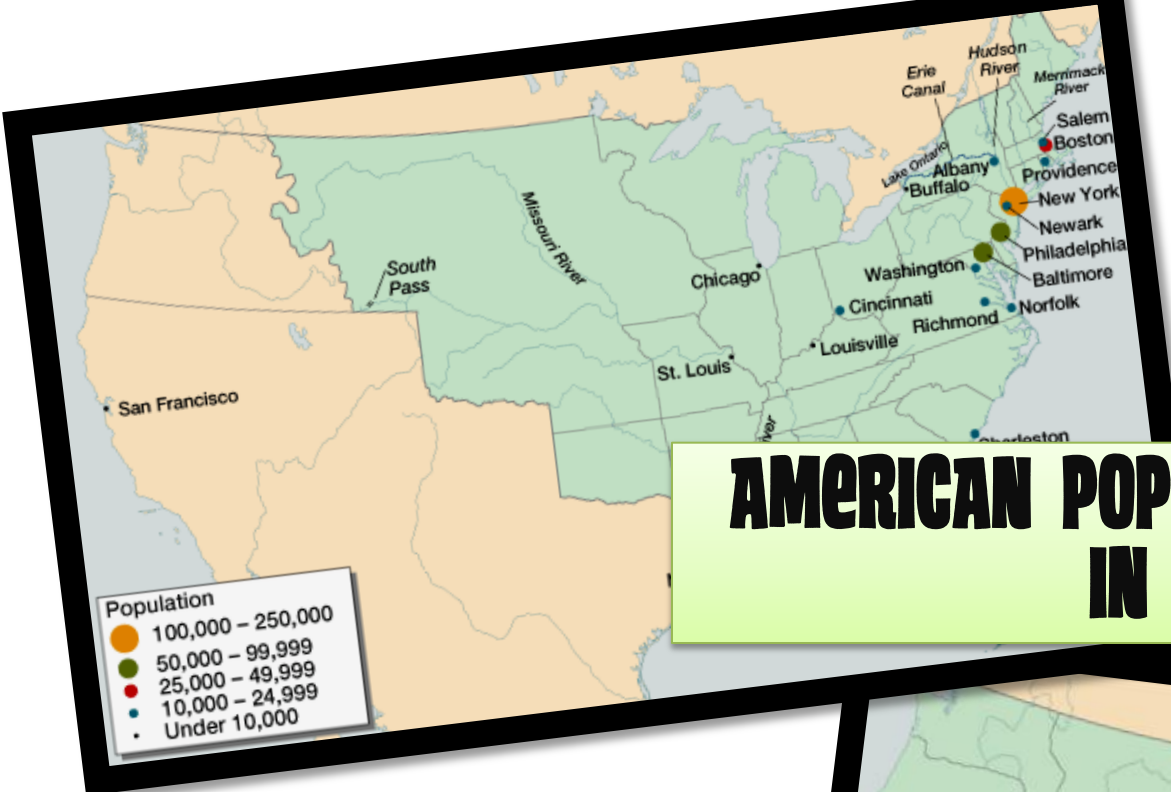 Hudson
River
Erie
Canal
Merrimack
River
Salem
Boston
Lake Ontario
Albany
Providence
Buffalo
New York
Newark
Philadelphia
Baltimore
Washington
Norfolk
Richmond
Cincinnati
Louisville
Chicago
St. Louis
Missouri River
South
Pass
San Francisco
Charleston
AMERICAN POP
IN
Population
100,000 – 250,000
50,000 – 99,999
25,000 – 49,999
10,000 – 24,999
Under 10,000